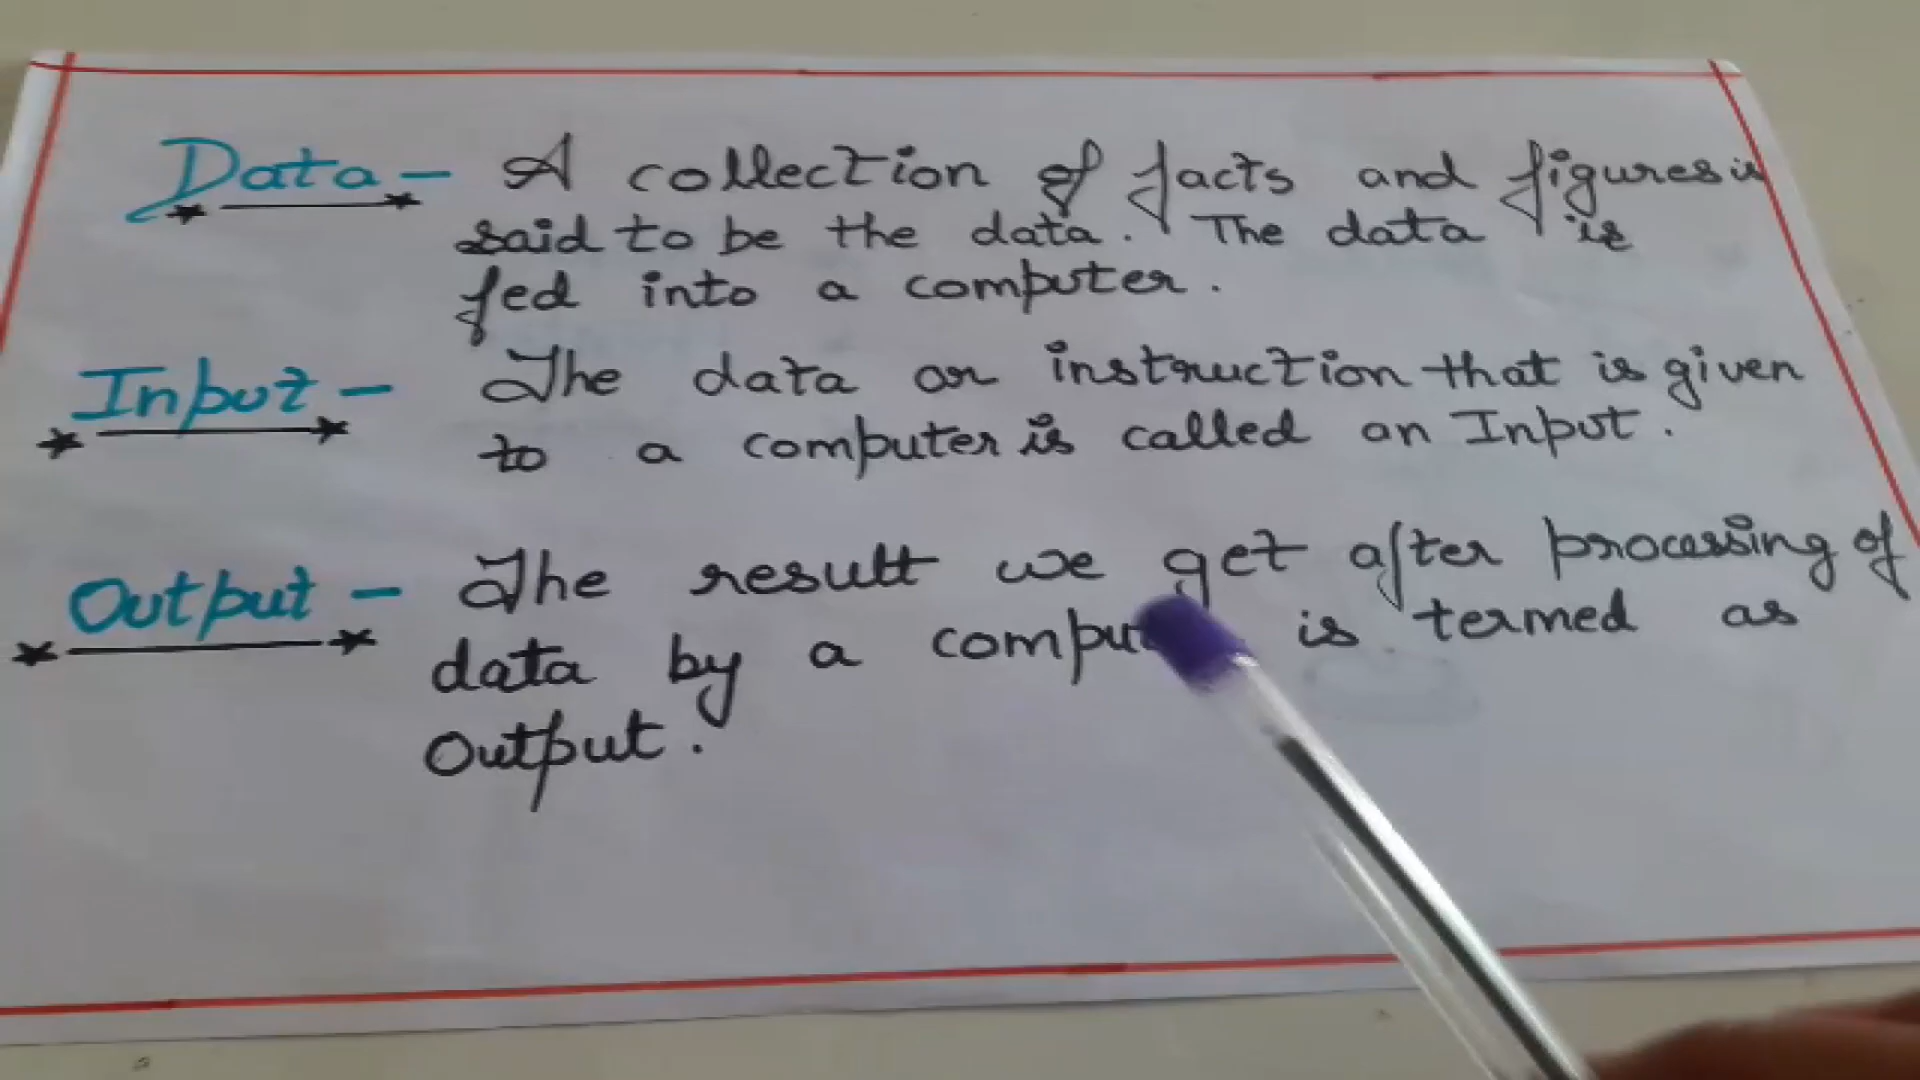 Data - A collection of facts and figures is
said to be the data. The data is
fed into a computer.
Input - The data or instruction that is given
to a computer is called an Input.
Output - The result we get after processing of
data by a comput is termed as
Output.